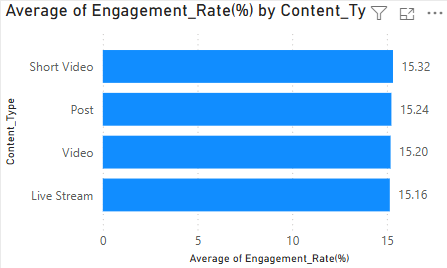 Average of Engagement_Rate(%) by Content_Ty
Content_Type
Short Video 15.32
Post 15.24
Video 15.20
Live Stream 15.16
0 5 10 15
Average of Engagement_Rate(%)